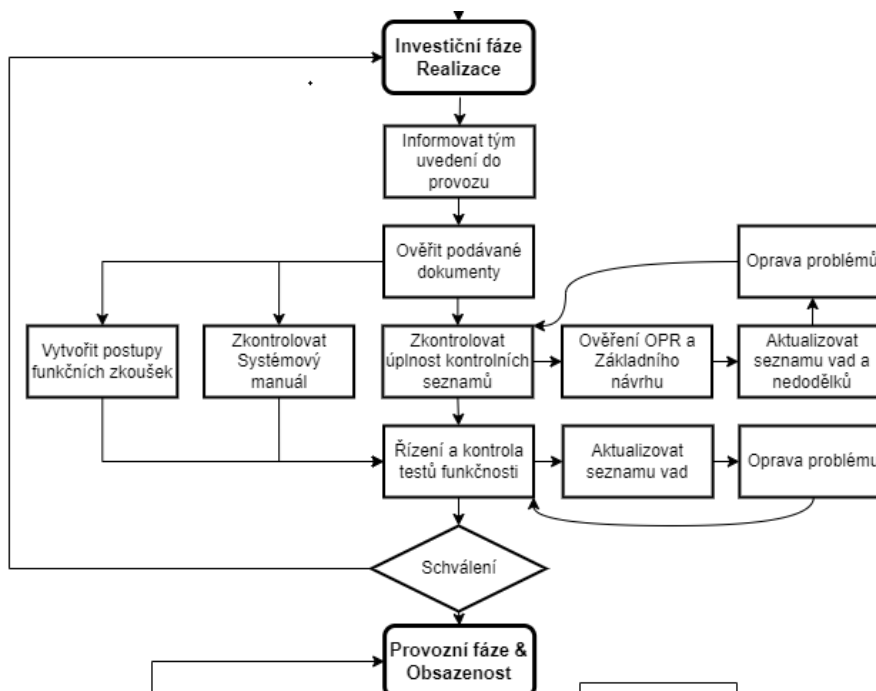 Investiční fáze
Realizace
Informovat tým
uvedení do
provozu
Ověřit podávané
dokumenty
Oprava problémů
Vytvořit postupy
funkčních zkoušek
Zkontrolovat
Systémový
manuál
Zkontrolovat
úplnost kontrolních
seznamů
Ověření OPR a
Základního
návrhu
Aktualizovat
seznamu vad a
nedodělků
Řízení a kontrola
testů funkčnosti
Aktualizovat
seznamu vad
Oprava problému
Schválení
Provozní fáze &
Obsazenost